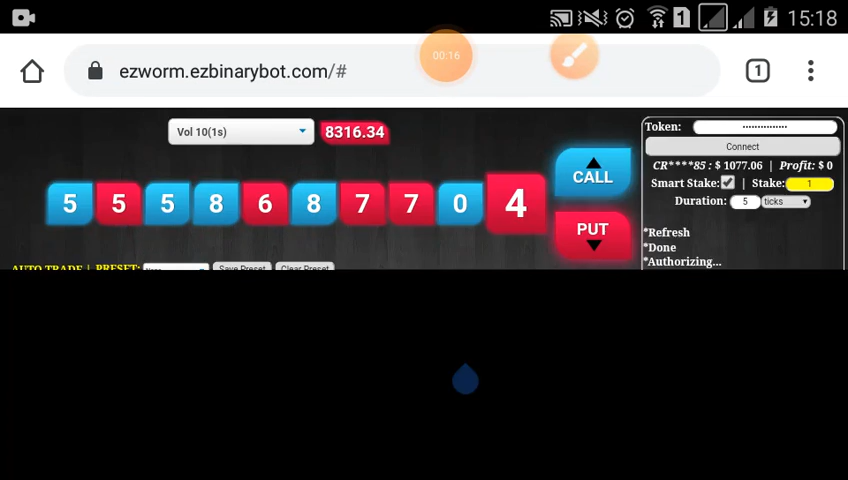 15:18
ezworm.ezbinarybot.com/#
00:16
1
Vol 10(1s)
8316.34
5 5 5 8 6 8 7 7 0 4
CALL
PUT
Token: ···············
Connect
CR****85 : $ 1077.06 | Profit: $ 0
Smart Stake: | Stake: 1
Duration: 5 ticks
*Refresh
*Done
*Authorizing...
AUTO TRADE | PRESET: Save Preset Clear Preset